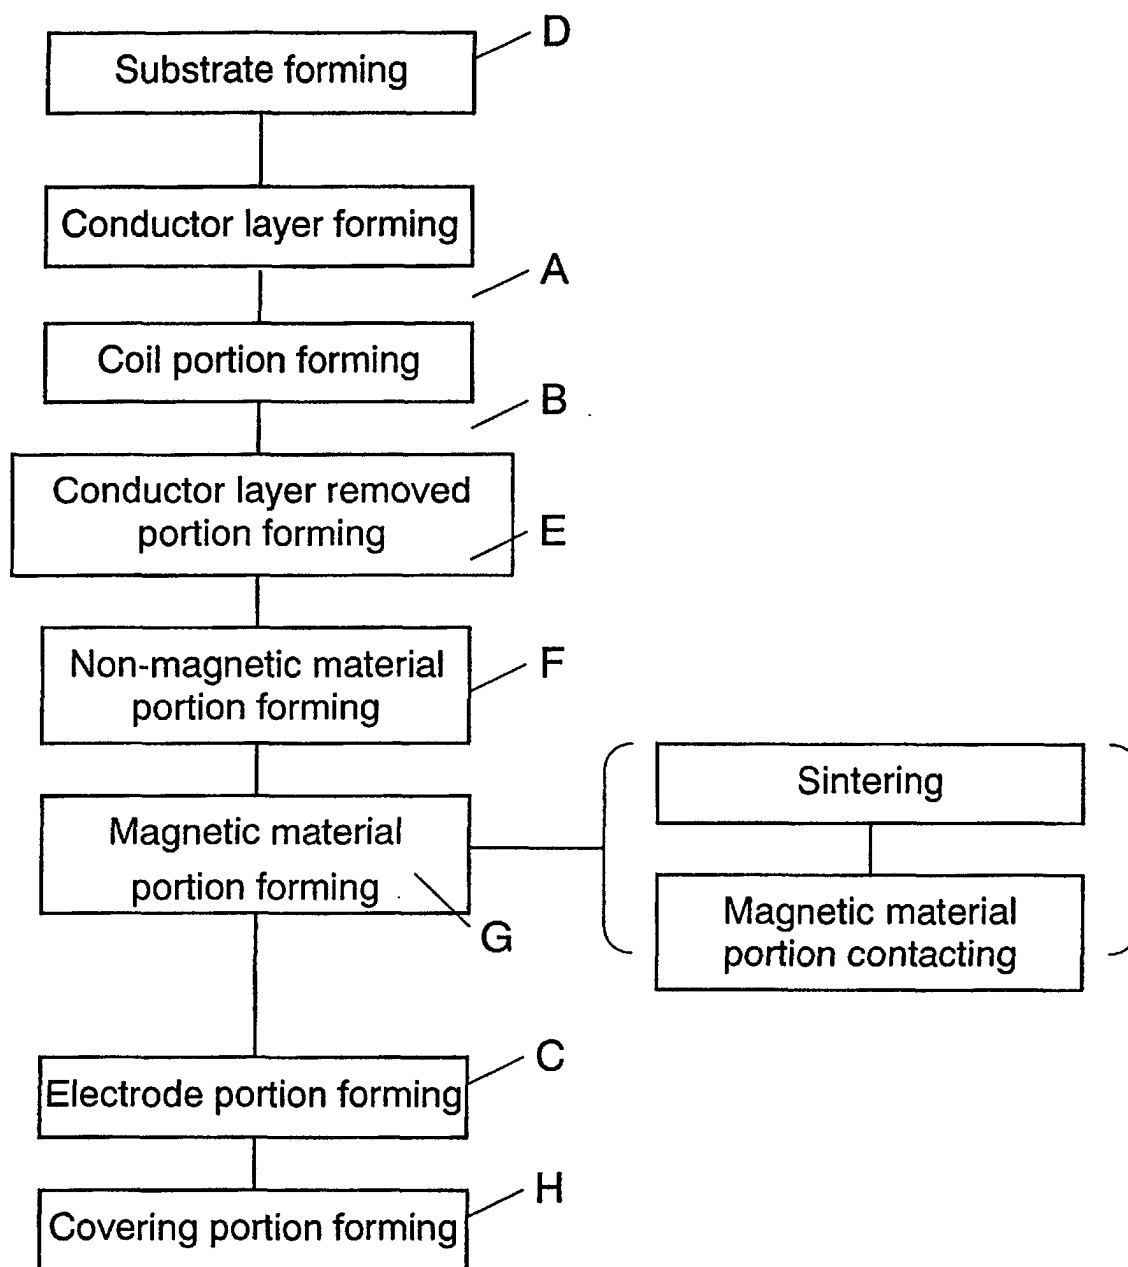 D
Substrate forming
Conductor layer forming
A
Coil portion forming
B
Conductor layer removed
portion forming
E
Non-magnetic material
portion forming
F
Magnetic material
portion forming
G
Sintering
Magnetic material
portion contacting
C
Electrode portion forming
H
Covering portion forming